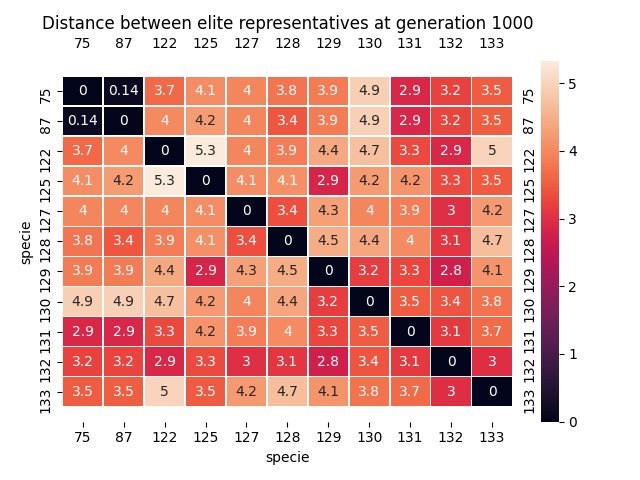 Distance between elite representatives at generation 1000
75 87 122 125 127 128 129 130 131 132 133
75 0 0.14 3.7 4.1 4 3.8 3.9 4.9 2.9 3.2 3.5 75
87 0.14 0 4 4.2 4 3.4 3.9 4.9 2.9 3.2 3.5 87
122 3.7 4 0 5.3 4 3.9 4.4 4.7 3.3 2.9 5 122
125 4.1 4.2 5.3 0 4.1 4.1 2.9 4.2 4.2 3.3 3.5 125
127 4 4 4 4.1 0 3.4 4.3 4 3.9 3 4.2 127
128 3.8 3.4 3.9 4.1 3.4 0 4.5 4.4 4 3.1 4.7 128
129 3.9 3.9 4.4 2.9 4.3 4.5 0 3.2 3.3 2.8 4.1 129
130 4.9 4.9 4.7 4.2 4 4.4 3.2 0 3.5 3.4 3.8 130
131 2.9 2.9 3.3 4.2 3.9 4 3.3 3.5 0 3.1 3.7 131
132 3.2 3.2 2.9 3.3 3 3.1 2.8 3.4 3.1 0 3 132
133 3.5 3.5 5 3.5 4.2 4.7 4.1 3.8 3.7 3 0 133
75 87 122 125 127 128 129 130 131 132 133
specie
specie
5
4
3
2
1
0